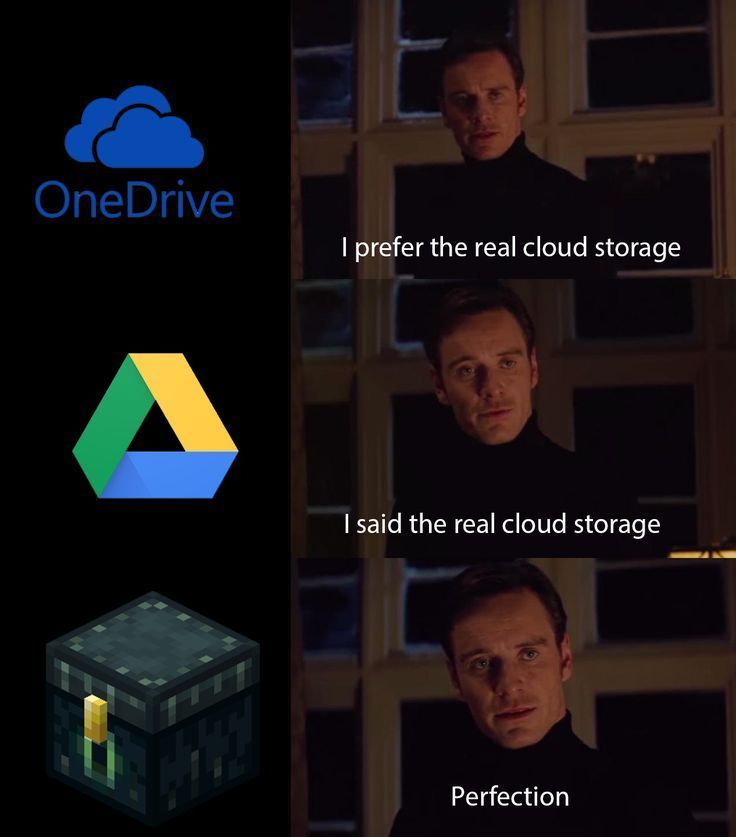 OneDrive
I prefer the real cloud storage
I said the real cloud storage
Perfection